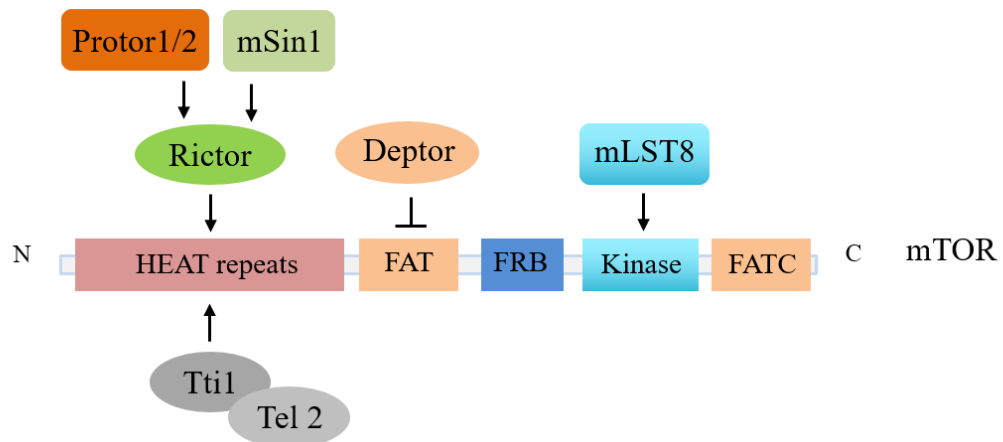 Protor1/2 mSin1
Rictor Deptor mLST8
N HEAT repeats FAT FRB Kinase FATC C mTOR
Tti1
Tel 2